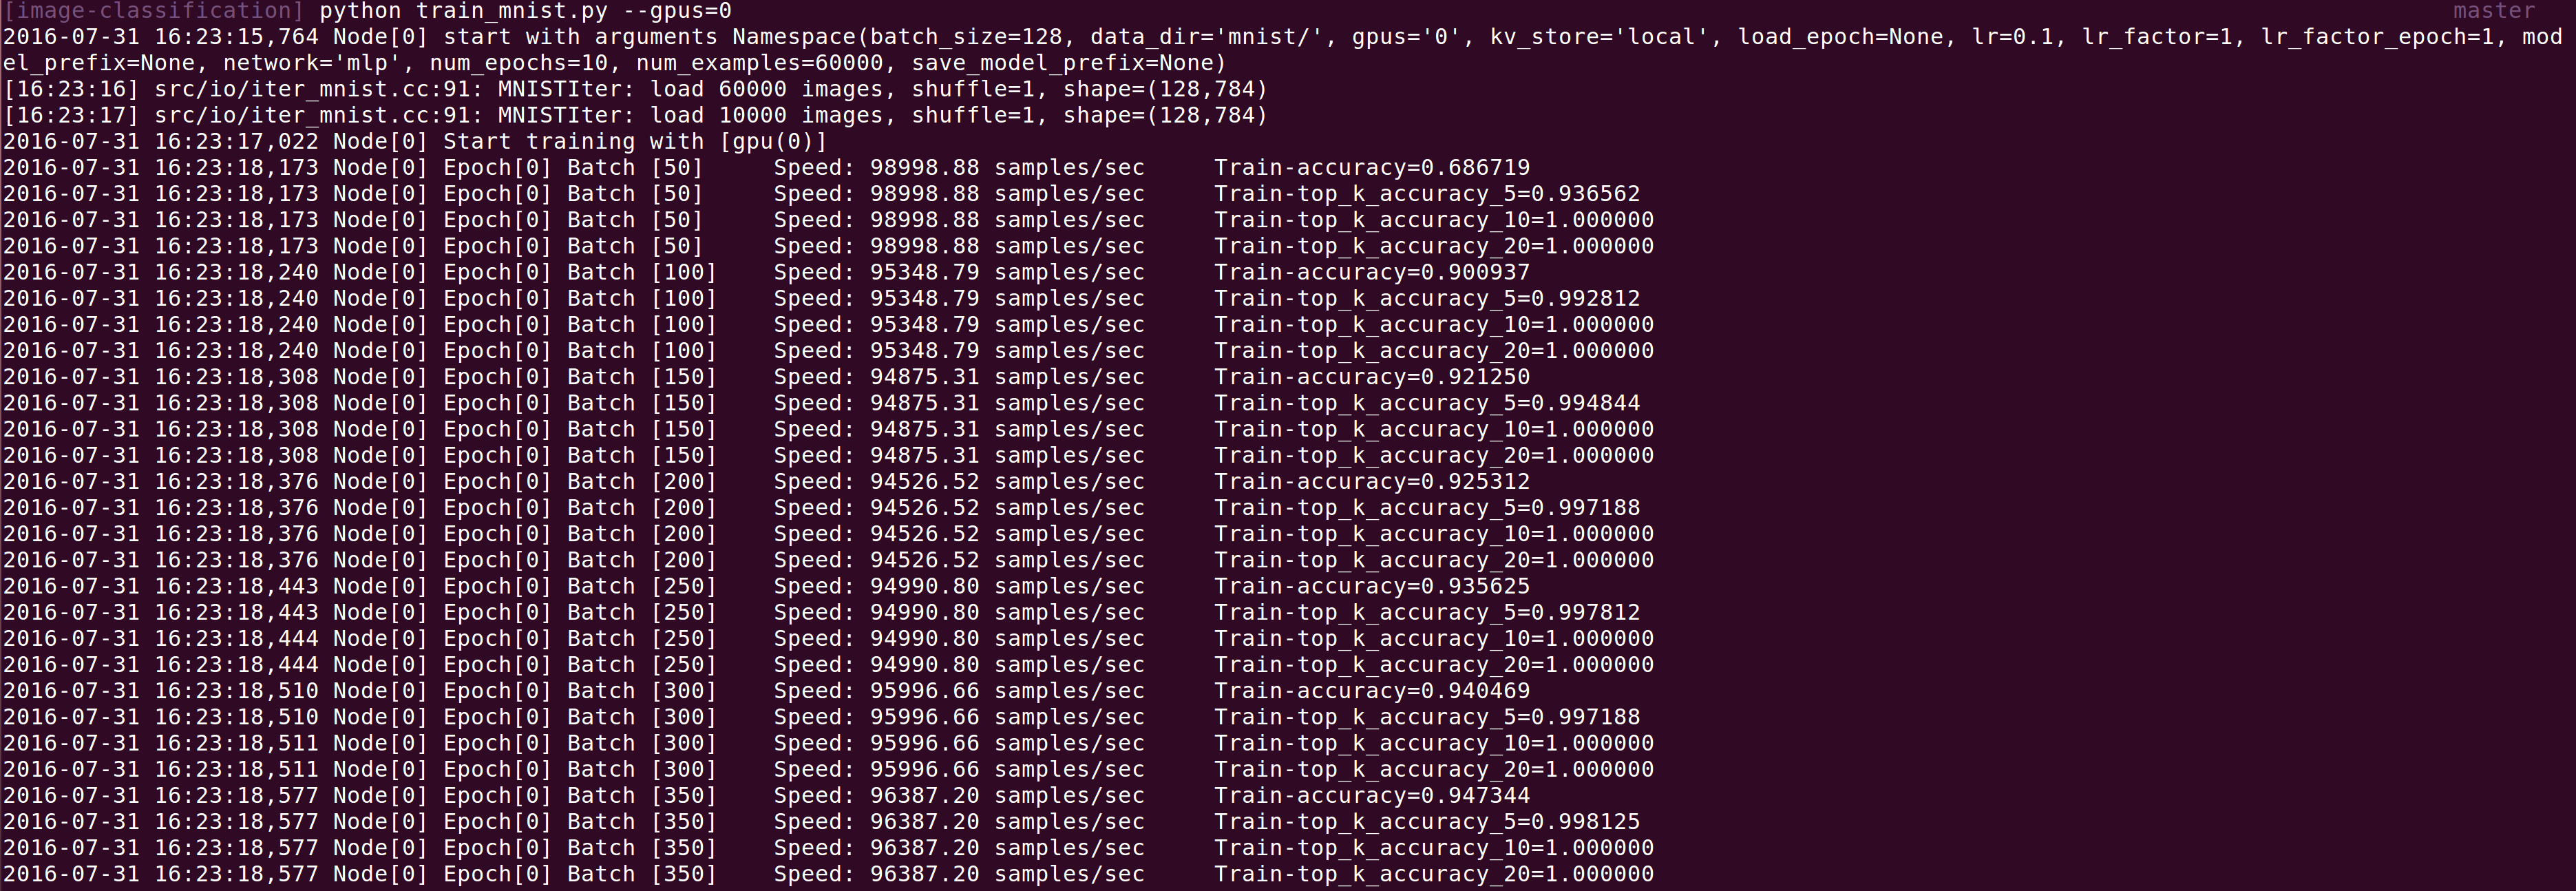 [image-classification] python train_mnist.py --gpus=0 master
2016-07-31 16:23:15,764 Node[0] start with arguments Namespace(batch_size=128, data_dir='mnist/', gpus='0', kv_store='local', load_epoch=None, lr=0.1, lr_factor=1, lr_factor_epoch=1, mod
el_prefix=None, network='mlp', num_epochs=10, num_examples=60000, save_model_prefix=None)
[16:23:16] src/io/iter_mnist.cc:91: MNISTIter: load 60000 images, shuffle=1, shape=(128,784)
[16:23:17] src/io/iter_mnist.cc:91: MNISTIter: load 10000 images, shuffle=1, shape=(128,784)
2016-07-31 16:23:17,022 Node[0] Start training with [gpu(0)]
2016-07-31 16:23:18,173 Node[0] Epoch[0] Batch [50] Speed: 98998.88 samples/sec Train-accuracy=0.686719
2016-07-31 16:23:18,173 Node[0] Epoch[0] Batch [50] Speed: 98998.88 samples/sec Train-top_k_accuracy_5=0.936562
2016-07-31 16:23:18,173 Node[0] Epoch[0] Batch [50] Speed: 98998.88 samples/sec Train-top_k_accuracy_10=1.000000
2016-07-31 16:23:18,173 Node[0] Epoch[0] Batch [50] Speed: 98998.88 samples/sec Train-top_k_accuracy_20=1.000000
2016-07-31 16:23:18,240 Node[0] Epoch[0] Batch [100] Speed: 95348.79 samples/sec Train-accuracy=0.900937
2016-07-31 16:23:18,240 Node[0] Epoch[0] Batch [100] Speed: 95348.79 samples/sec Train-top_k_accuracy_5=0.992812
2016-07-31 16:23:18,240 Node[0] Epoch[0] Batch [100] Speed: 95348.79 samples/sec Train-top_k_accuracy_10=1.000000
2016-07-31 16:23:18,240 Node[0] Epoch[0] Batch [100] Speed: 95348.79 samples/sec Train-top_k_accuracy_20=1.000000
2016-07-31 16:23:18,308 Node[0] Epoch[0] Batch [150] Speed: 94875.31 samples/sec Train-accuracy=0.921250
2016-07-31 16:23:18,308 Node[0] Epoch[0] Batch [150] Speed: 94875.31 samples/sec Train-top_k_accuracy_5=0.994844
2016-07-31 16:23:18,308 Node[0] Epoch[0] Batch [150] Speed: 94875.31 samples/sec Train-top_k_accuracy_10=1.000000
2016-07-31 16:23:18,308 Node[0] Epoch[0] Batch [150] Speed: 94875.31 samples/sec Train-top_k_accuracy_20=1.000000
2016-07-31 16:23:18,376 Node[0] Epoch[0] Batch [200] Speed: 94526.52 samples/sec Train-accuracy=0.925312
2016-07-31 16:23:18,376 Node[0] Epoch[0] Batch [200] Speed: 94526.52 samples/sec Train-top_k_accuracy_5=0.997188
2016-07-31 16:23:18,376 Node[0] Epoch[0] Batch [200] Speed: 94526.52 samples/sec Train-top_k_accuracy_10=1.000000
2016-07-31 16:23:18,376 Node[0] Epoch[0] Batch [200] Speed: 94526.52 samples/sec Train-top_k_accuracy_20=1.000000
2016-07-31 16:23:18,443 Node[0] Epoch[0] Batch [250] Speed: 94990.80 samples/sec Train-accuracy=0.935625
2016-07-31 16:23:18,443 Node[0] Epoch[0] Batch [250] Speed: 94990.80 samples/sec Train-top_k_accuracy_5=0.997812
2016-07-31 16:23:18,444 Node[0] Epoch[0] Batch [250] Speed: 94990.80 samples/sec Train-top_k_accuracy_10=1.000000
2016-07-31 16:23:18,444 Node[0] Epoch[0] Batch [250] Speed: 94990.80 samples/sec Train-top_k_accuracy_20=1.000000
2016-07-31 16:23:18,510 Node[0] Epoch[0] Batch [300] Speed: 95996.66 samples/sec Train-accuracy=0.940469
2016-07-31 16:23:18,510 Node[0] Epoch[0] Batch [300] Speed: 95996.66 samples/sec Train-top_k_accuracy_5=0.997188
2016-07-31 16:23:18,511 Node[0] Epoch[0] Batch [300] Speed: 95996.66 samples/sec Train-top_k_accuracy_10=1.000000
2016-07-31 16:23:18,511 Node[0] Epoch[0] Batch [300] Speed: 95996.66 samples/sec Train-top_k_accuracy_20=1.000000
2016-07-31 16:23:18,577 Node[0] Epoch[0] Batch [350] Speed: 96387.20 samples/sec Train-accuracy=0.947344
2016-07-31 16:23:18,577 Node[0] Epoch[0] Batch [350] Speed: 96387.20 samples/sec Train-top_k_accuracy_5=0.998125
2016-07-31 16:23:18,577 Node[0] Epoch[0] Batch [350] Speed: 96387.20 samples/sec Train-top_k_accuracy_10=1.000000
2016-07-31 16:23:18,577 Node[0] Epoch[0] Batch [350] Speed: 96387.20 samples/sec Train-top_k_accuracy_20=1.000000